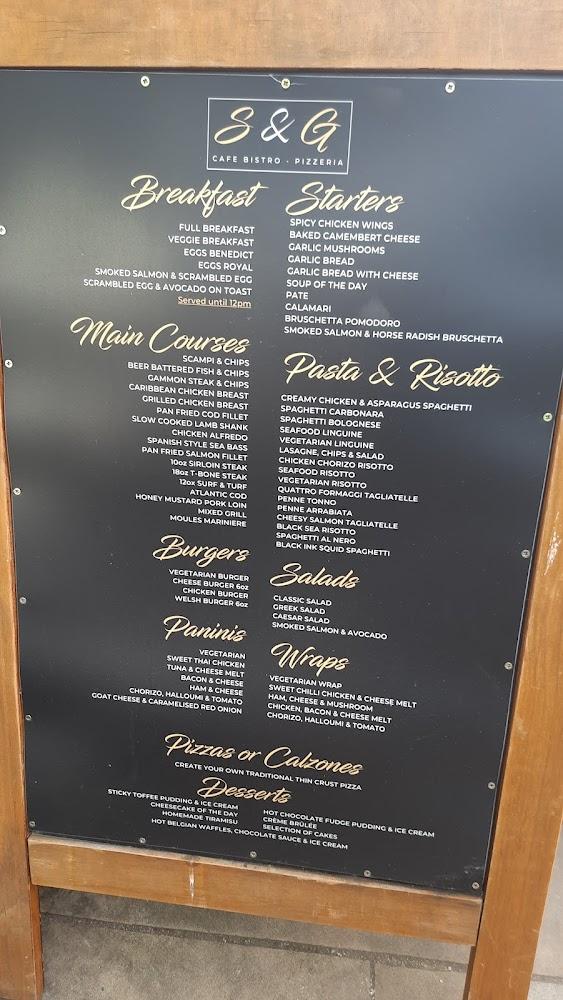 S & G
CAFE BISTRO - PIZZERIA
Breakfast
FULL BREAKFAST
VEGGIE BREAKFAST
EGGS BENEDICT
EGGS ROYAL
SMOKED SALMON & SCRAMBLED EGG
SCRAMBLED EGG & AVOCADO ON TOAST
Served until 12pm
Main Courses
SCAMPI & CHIPS
BEER BATTERED FISH & CHIPS
GAMMON STEAK & CHIPS
CARIBBEAN CHICKEN BREAST
GRILLED CHICKEN BREAST
PAN FRIED COD FILLET
SLOW COOKED LAMB SHANK
CHICKEN ALFREDO
SPANISH STYLE SEA BASS
PAN FRIED SALMON FILLET
10oz SIRLOIN STEAK
18oz T-BONE STEAK
12ox SURF & TURF
ATLANTIC COD
HONEY MUSTARD PORK LOIN
MIXED GRILL
MOULES MARINIERE
Burgers
VEGETARIAN BURGER
CHEESE BURGER 6oz
CHICKEN BURGER
WELSH BURGER 6oz
Paninis
VEGETARIAN
SWEET THAI CHICKEN
TUNA & CHEESE MELT
BACON & CHEESE
HAM & CHEESE
CHORIZO, HALLOUMI & TOMATO
GOAT CHEESE & CARAMELISED RED ONION
Starters
SPICY CHICKEN WINGS
BAKED CAMEMBERT CHEESE
GARLIC MUSHROOMS
GARLIC BREAD
GARLIC BREAD WITH CHEESE
SOUP OF THE DAY
PATE
CALAMARI
BRUSCHETTA POMODORO
SMOKED SALMON & HORSE RADISH BRUSCHETTA
Pasta & Risotto
CREAMY CHICKEN & ASPARAGUS SPAGHETTI
SPAGHETTI CARBONARA
SPAGHETTI BOLOGNESE
SEAFOOD LINGUINE
VEGETARIAN LINGUINE
LASAGNE, CHIPS & SALAD
CHICKEN CHORIZO RISOTTO
SEAFOOD RISOTTO
VEGETARIAN RISOTTO
QUATTRO FORMAGGI TAGLIATELLE
PENNE TONNO
PENNE ARRABIATA
CHEESY SALMON TAGLIATELLE
BLACK SEA RISOTTO
SPAGHETTI AL NERO
BLACK INK SQUID SPAGHETTI
Salads
CLASSIC SALAD
GREEK SALAD
CAESAR SALAD
SMOKED SALMON & AVOCADO
Wraps
VEGETARIAN WRAP
SWEET CHILLI CHICKEN & CHEESE MELT
HAM, CHEESE & MUSHROOM
CHICKEN, BACON & CHEESE MELT
CHORIZO, HALLOUMI & TOMATO
Pizzas or Calzones
CREATE YOUR OWN TRADITIONAL THIN CRUST PIZZA
Desserts
STICKY TOFFEE PUDDING & ICE CREAM
CHEESECAKE OF THE DAY
HOMEMADE TIRAMISU
HOT CHOCOLATE FUDGE PUDDING & ICE CREAM
CRÈME BRÛLÉE
SELECTION OF CAKES
HOT BELGIAN WAFFLES, CHOCOLATE SAUCE & ICE CREAM